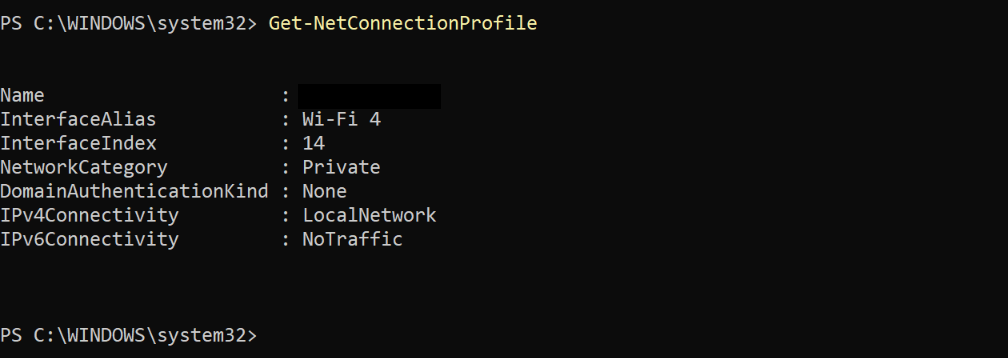 PS C:\WINDOWS\system32> Get-NetConnectionProfile
Name :
InterfaceAlias : Wi-Fi 4
InterfaceIndex : 14
NetworkCategory : Private
DomainAuthenticationKind : None
IPv4Connectivity : LocalNetwork
IPv6Connectivity : NoTraffic
PS C:\WINDOWS\system32>